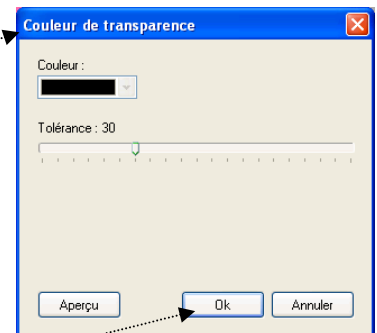 Couleur de transparence
Couleur :
Tolérance : 30
Aperçu
Ok
Annuler